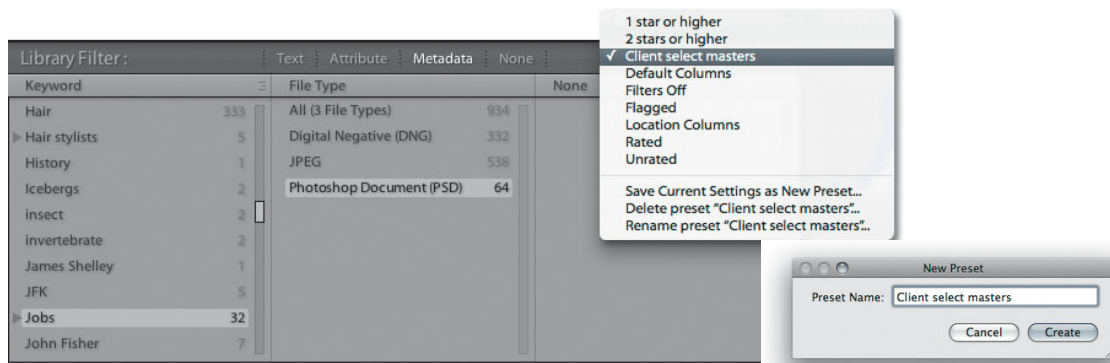 1 star or higher
2 stars or higher
✓ Client select masters
Default Columns
Filters Off
Flagged
Location Columns
Rated
Unrated
Save Current Settings as New Preset...
Delete preset “Client select masters”...
Rename preset “Client select masters”...
Library Filter : Text Attribute Metadata None
Keyword File Type None
Hair 333 All (3 File Types) 934
Hair stylists 5 Digital Negative (DNG) 332
History 1 JPEG 538
Icebergs 2 Photoshop Document (PSD) 64
insect 2
invertebrate 2
James Shelley 1
JFK 5
Jobs 32
John Fisher 7
New Preset
Preset Name: Client select masters
Cancel Create